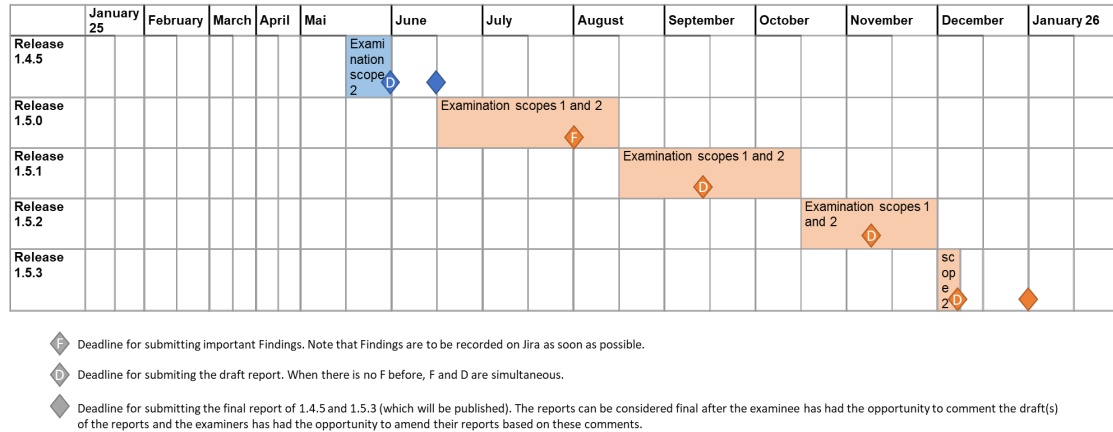 January 25 February March April Mai June July August September October November December January 26
Release
1.4.5
Exami
nation
scope
2
D
Release
1.5.0
Examination scopes 1 and 2
F
Release
1.5.1
Examination scopes 1 and 2
D
Release
1.5.2
Examination scopes 1
and 2
D
Release
1.5.3
sc
op
e
2
D
F Deadline for submitting important Findings. Note that Findings are to be recorded on Jira as soon as possible.
D Deadline for submiting the draft report. When there is no F before, F and D are simultaneous.
Deadline for submitting the final report of 1.4.5 and 1.5.3 (which will be published). The reports can be considered final after the examinee has had the opportunity to comment the draft(s)
of the reports and the examiners has had the opportunity to amend their reports based on these comments.